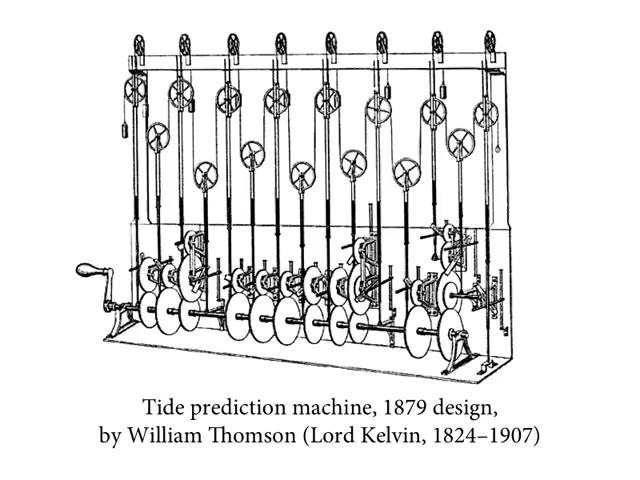 Tide prediction machine, 1879 design,
by William Thomson (Lord Kelvin, 1824–1907)